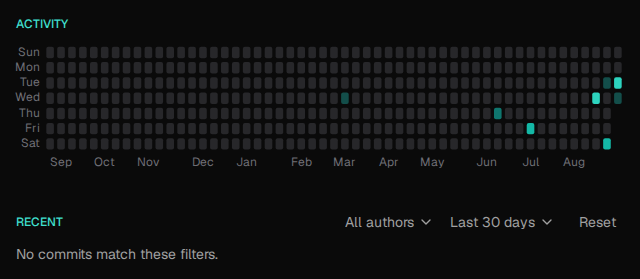 ACTIVITY
Sun
Mon
Tue
Wed
Thu
Fri
Sat
Sep Oct Nov Dec Jan Feb Mar Apr May Jun Jul Aug
RECENT All authors Last 30 days Reset
No commits match these filters.